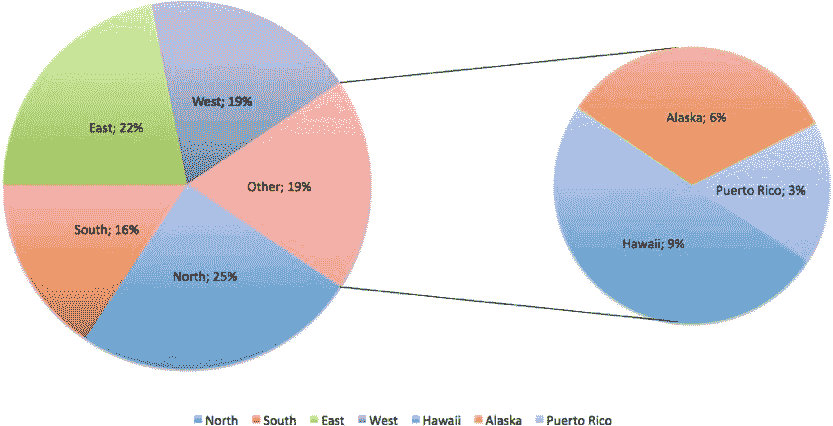 West; 19%
Alaska; 6%
East; 22%
Other; 19%
Puerto Rico; 3%
South; 16%
Hawaii; 9%
North; 25%
North South East West Hawaii Alaska Puerto Rico